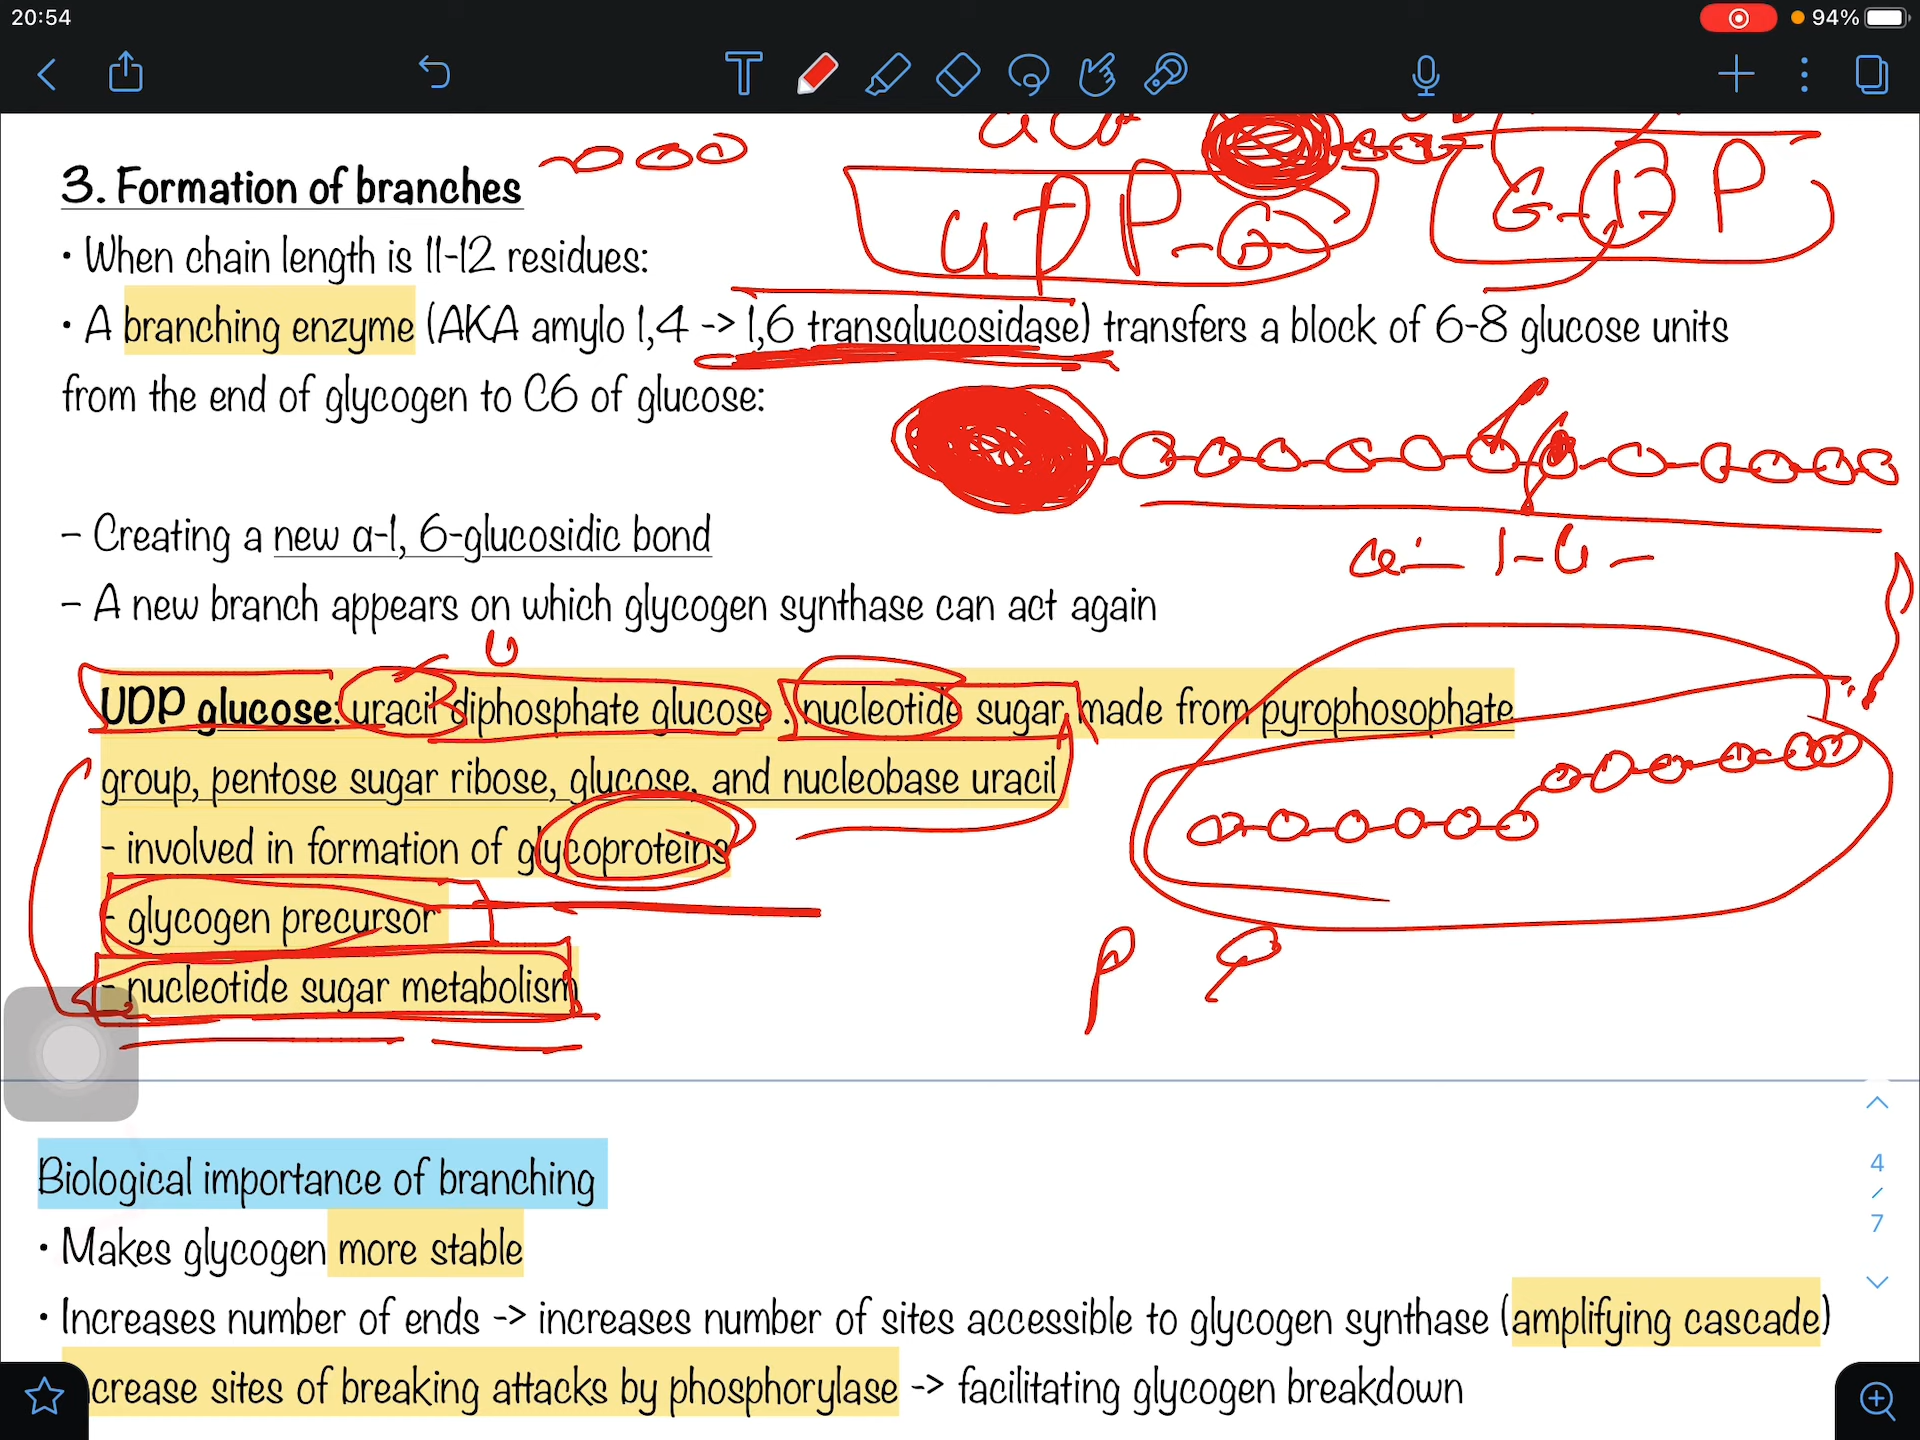 20:54
94%
3. Formation of branches
UDP-G
G-1-P
• When chain length is 11-12 residues:
• A branching enzyme (AKA amylo 1,4 -> 1,6 transglucosidase) transfers a block of 6-8 glucose units
from the end of glycogen to C6 of glucose:
– Creating a new α-1, 6-glucosidic bond
– A new branch appears on which glycogen synthase can act again
UDP glucose: uracil diphosphate glucose. nucleotide sugar made from pyrophosophate
group, pentose sugar ribose, glucose, and nucleobase uracil
- involved in formation of glycoproteins
- glycogen precursor
- nucleotide sugar metabolism
P P
Biological importance of branching
• Makes glycogen more stable
• Increases number of ends -> increases number of sites accessible to glycogen synthase (amplifying cascade)
crease sites of breaking attacks by phosphorylase -> facilitating glycogen breakdown
4
/
7